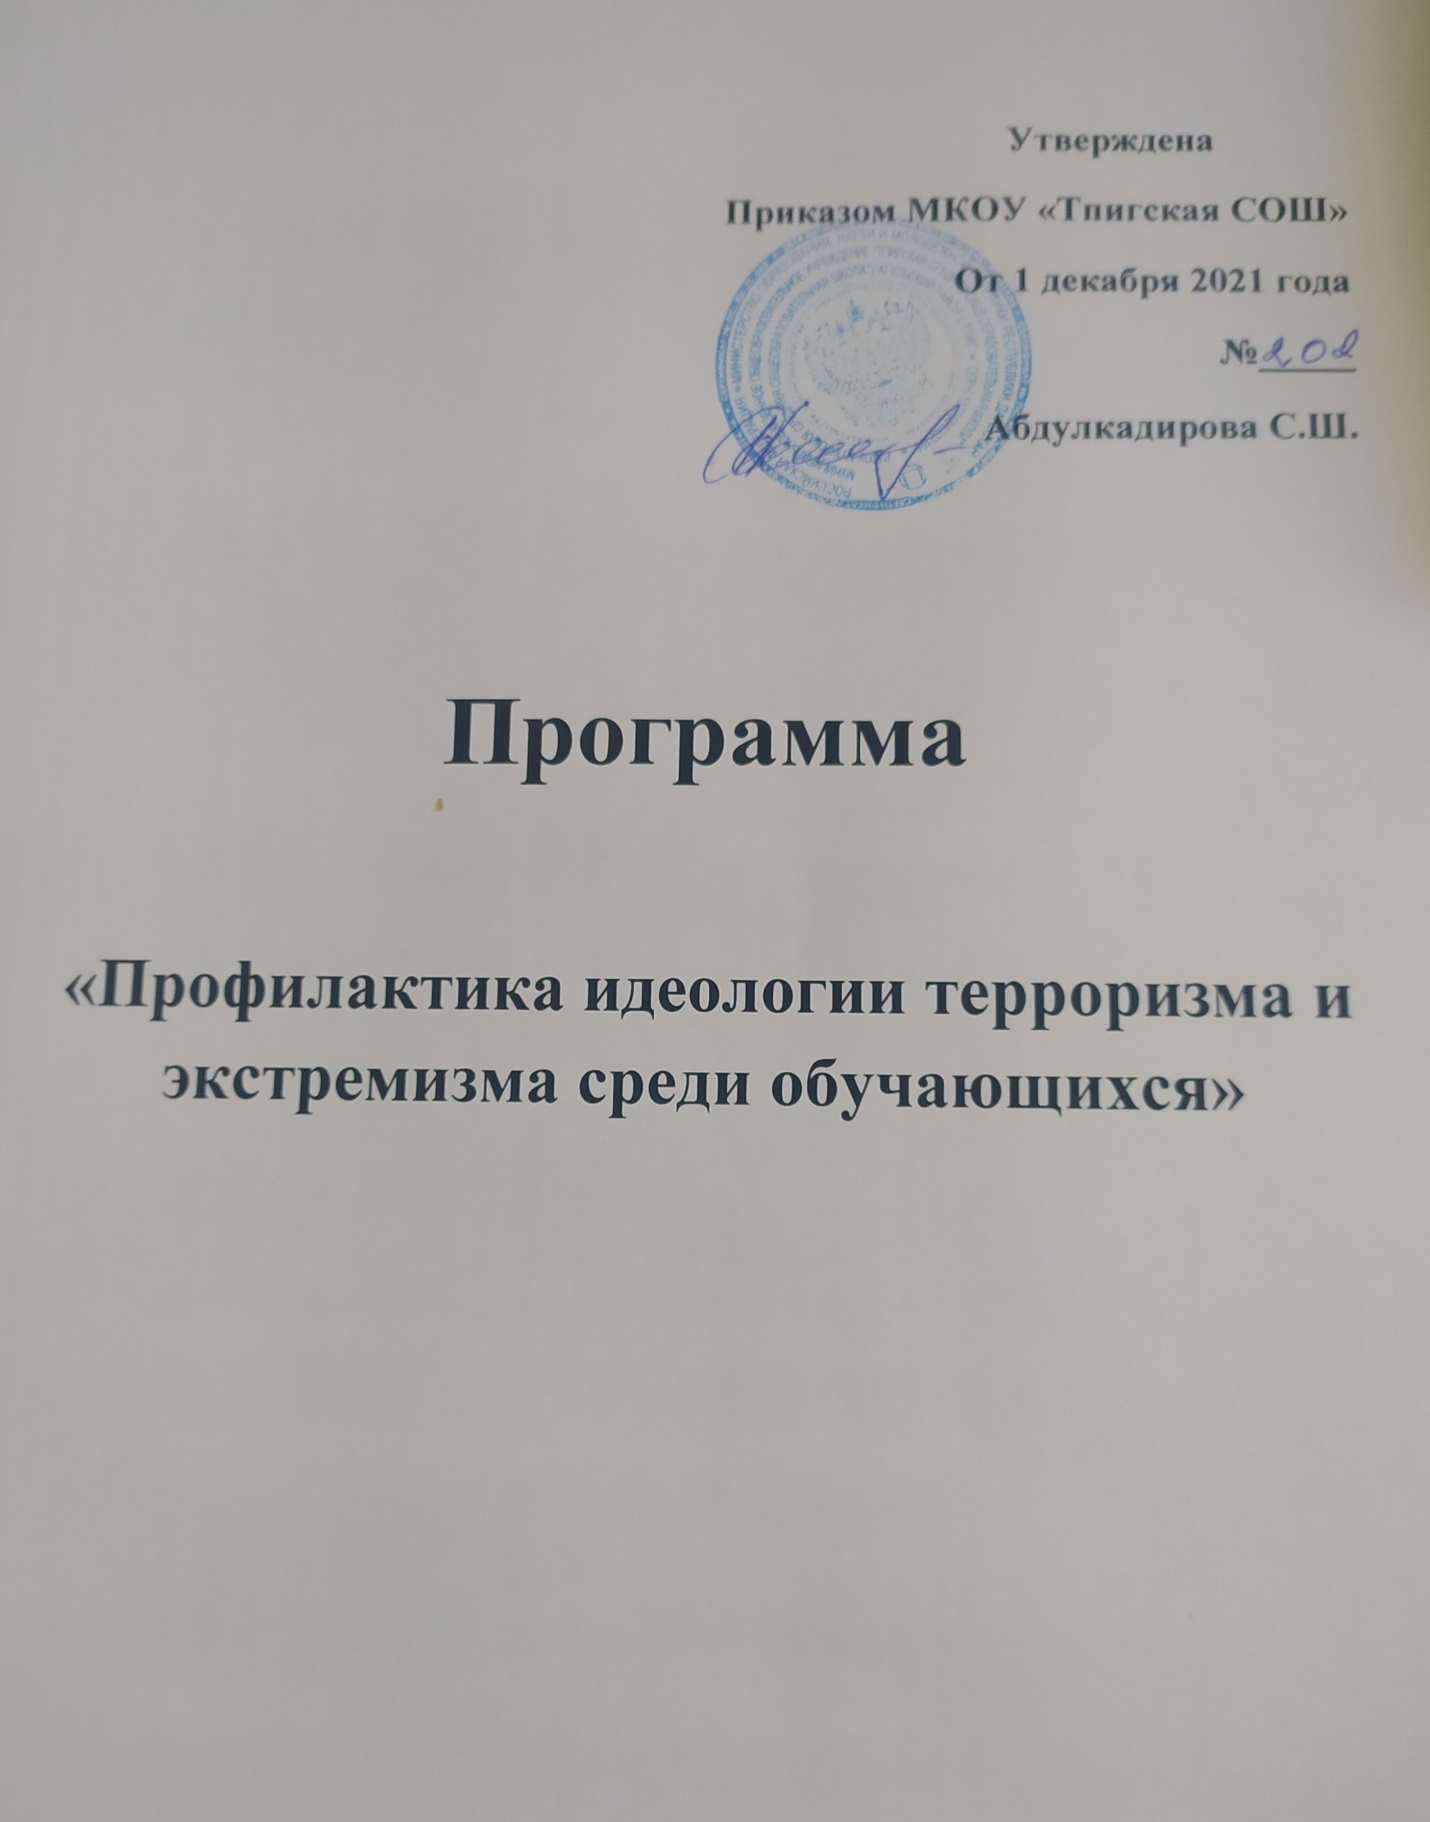 Утверждена
Приказом МКОУ «Тпигская СОШ»
От 1 декабря 2021 года
№202
Абдулкадирова С.Ш.
Программа
«Профилактика идеологии терроризма и
экстремизма среди обучающихся»